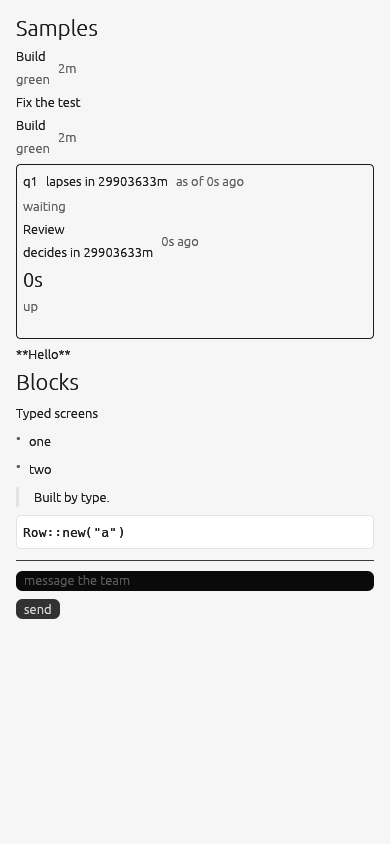 Samples
Build
green
2m
Fix the test
Build
green
2m
q1 lapses in 29903633m as of 0s ago
waiting
Review
decides in 29903633m
0s ago
0s
up
**Hello**
Blocks
Typed screens
• one
• two
Built by type.
Row::new("a")
message the team
send